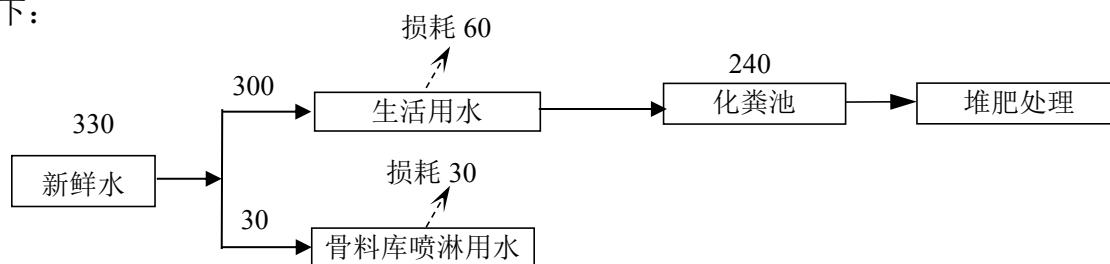 下：
损耗 60
300
240
生活用水
化粪池
堆肥处理
330
新鲜水
损耗 30
30
骨料库喷淋用水